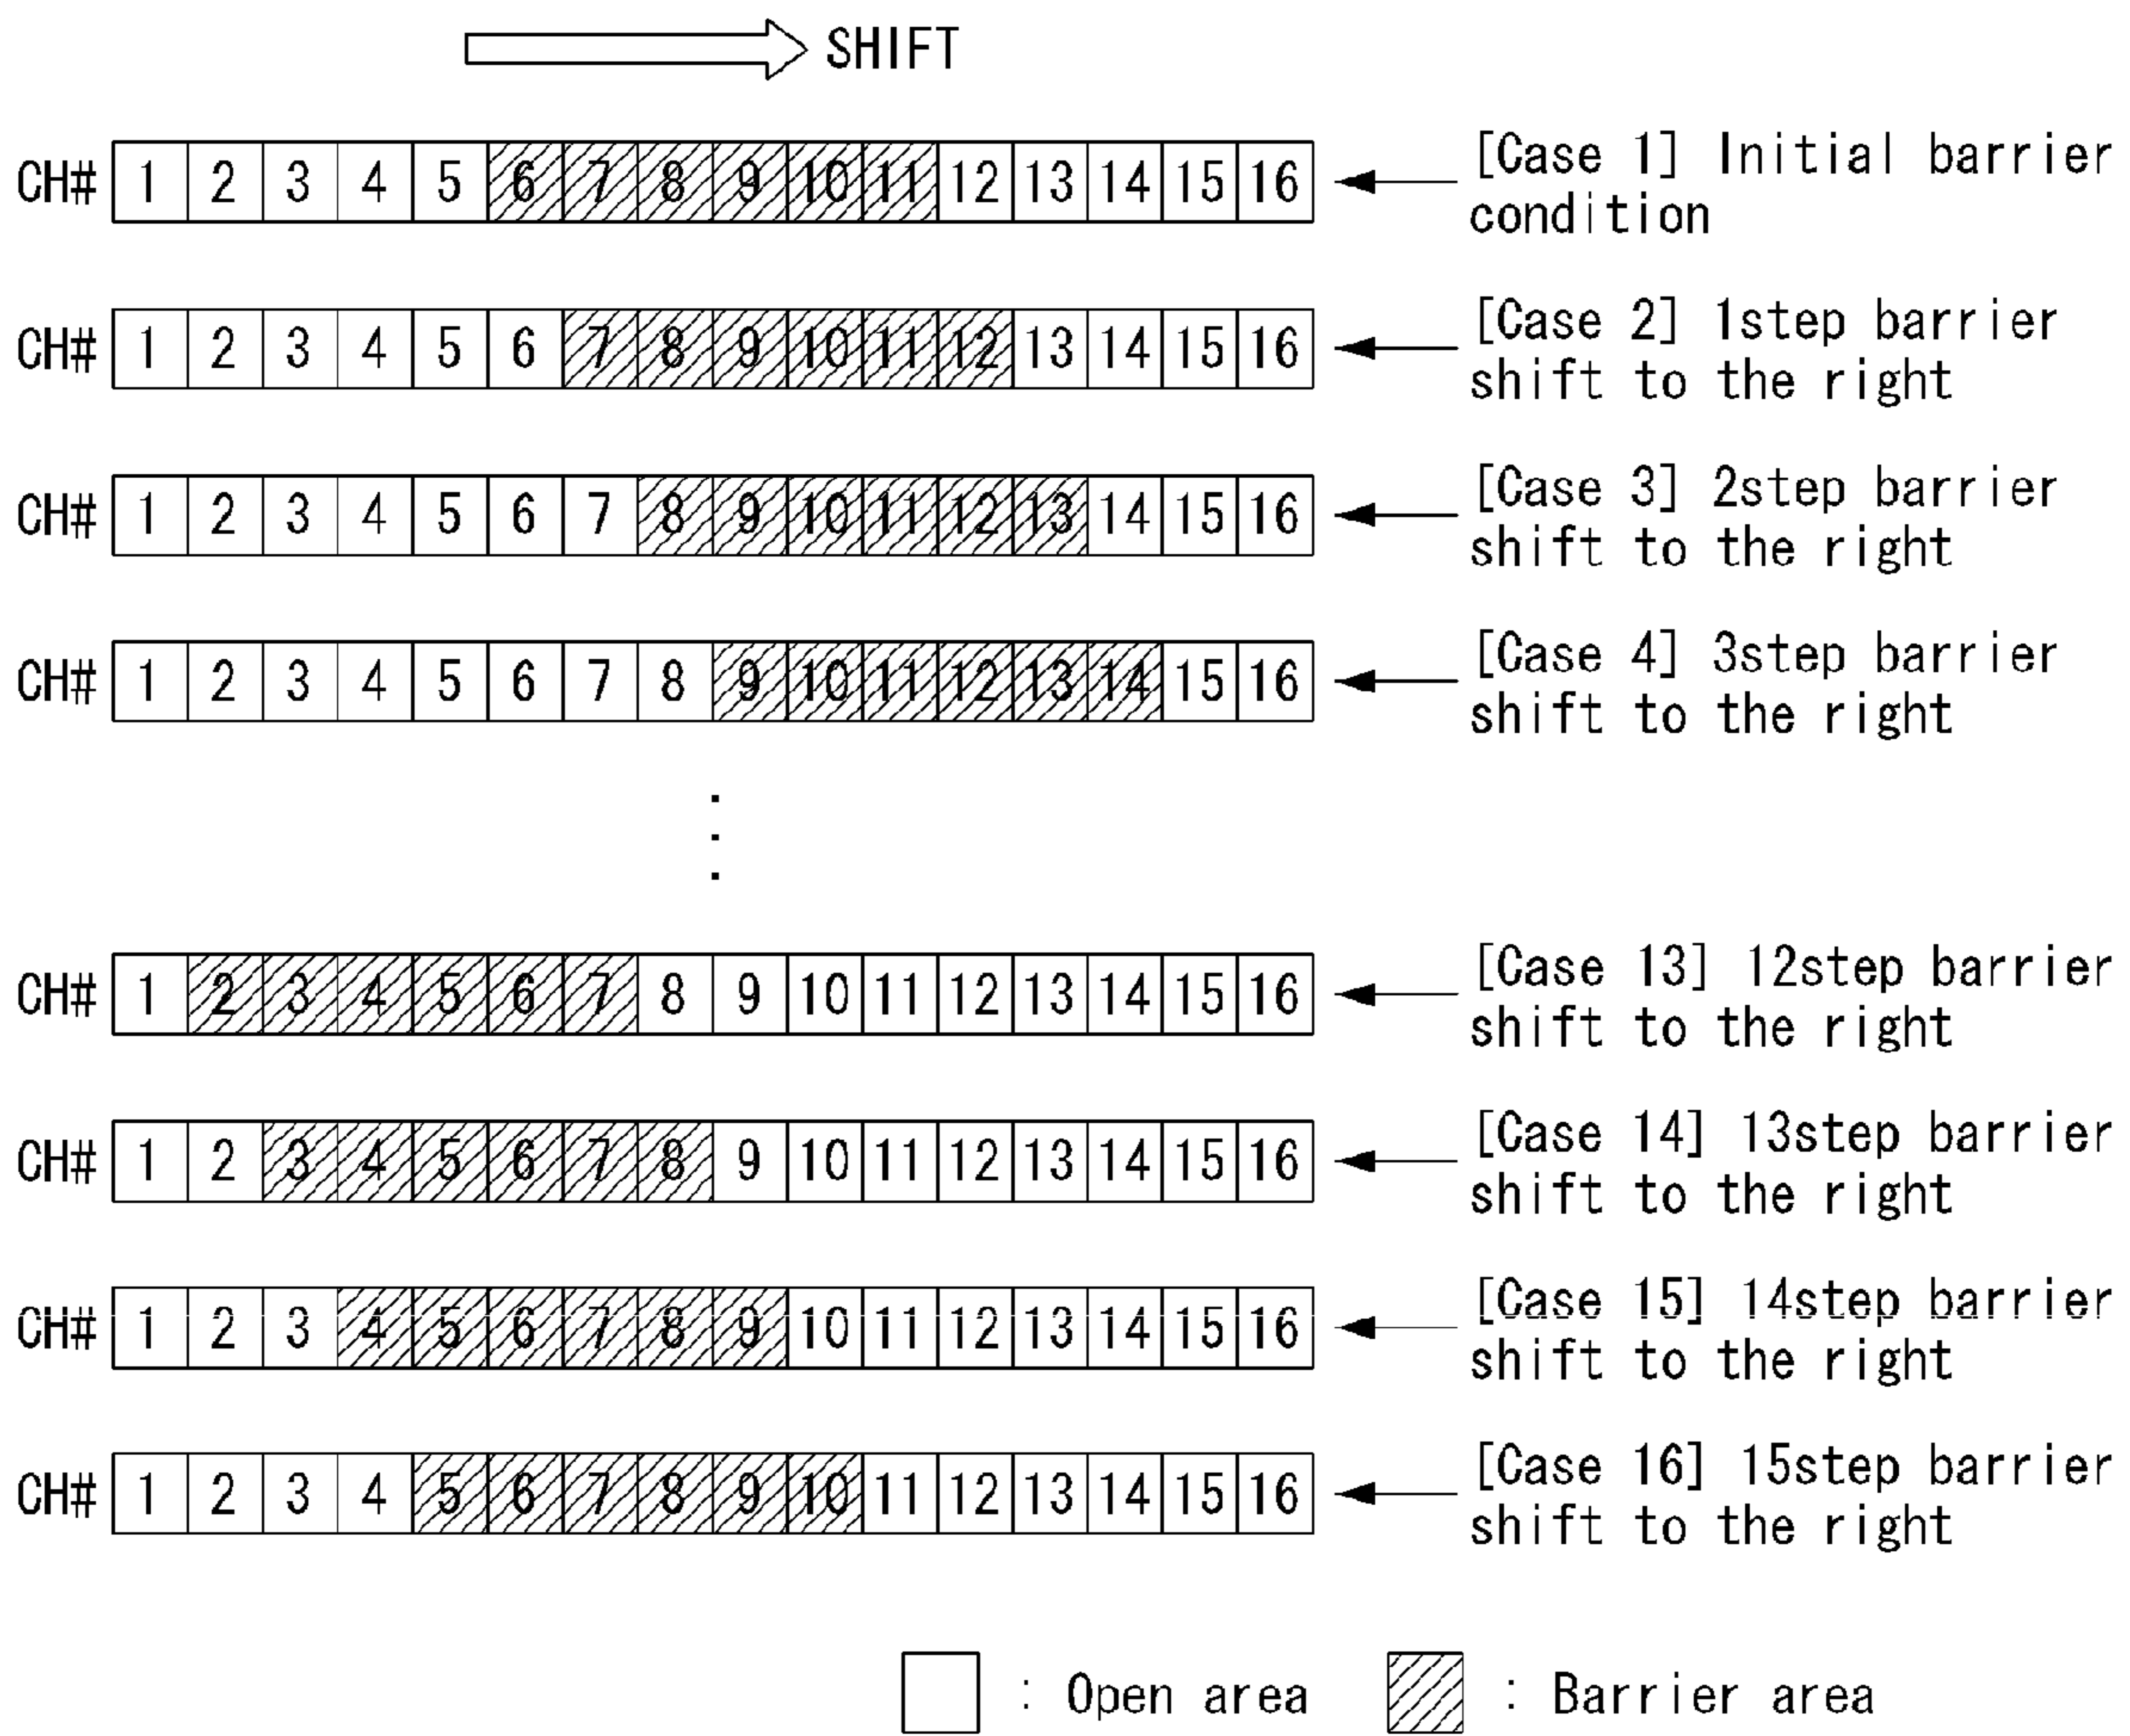 SHIFT
CH# 1 2 3 4 5 6 7 8 9 10 11 12 13 14 15 16 [Case 1] Initial barrier
condition
CH# 1 2 3 4 5 6 7 8 9 10 11 12 13 14 15 16 [Case 2] 1step barrier
shift to the right
CH# 1 2 3 4 5 6 7 8 9 10 11 12 13 14 15 16 [Case 3] 2step barrier
shift to the right
CH# 1 2 3 4 5 6 7 8 9 10 11 12 13 14 15 16 [Case 4] 3step barrier
shift to the right
CH# 1 2 3 4 5 6 7 8 9 10 11 12 13 14 15 16 [Case 13] 12step barrier
shift to the right
CH# 1 2 3 4 5 6 7 8 9 10 11 12 13 14 15 16 [Case 14] 13step barrier
shift to the right
CH# 1 2 3 4 5 6 7 8 9 10 11 12 13 14 15 16 [Case 15] 14step barrier
shift to the right
CH# 1 2 3 4 5 6 7 8 9 10 11 12 13 14 15 16 [Case 16] 15step barrier
shift to the right
: Open area : Barrier area